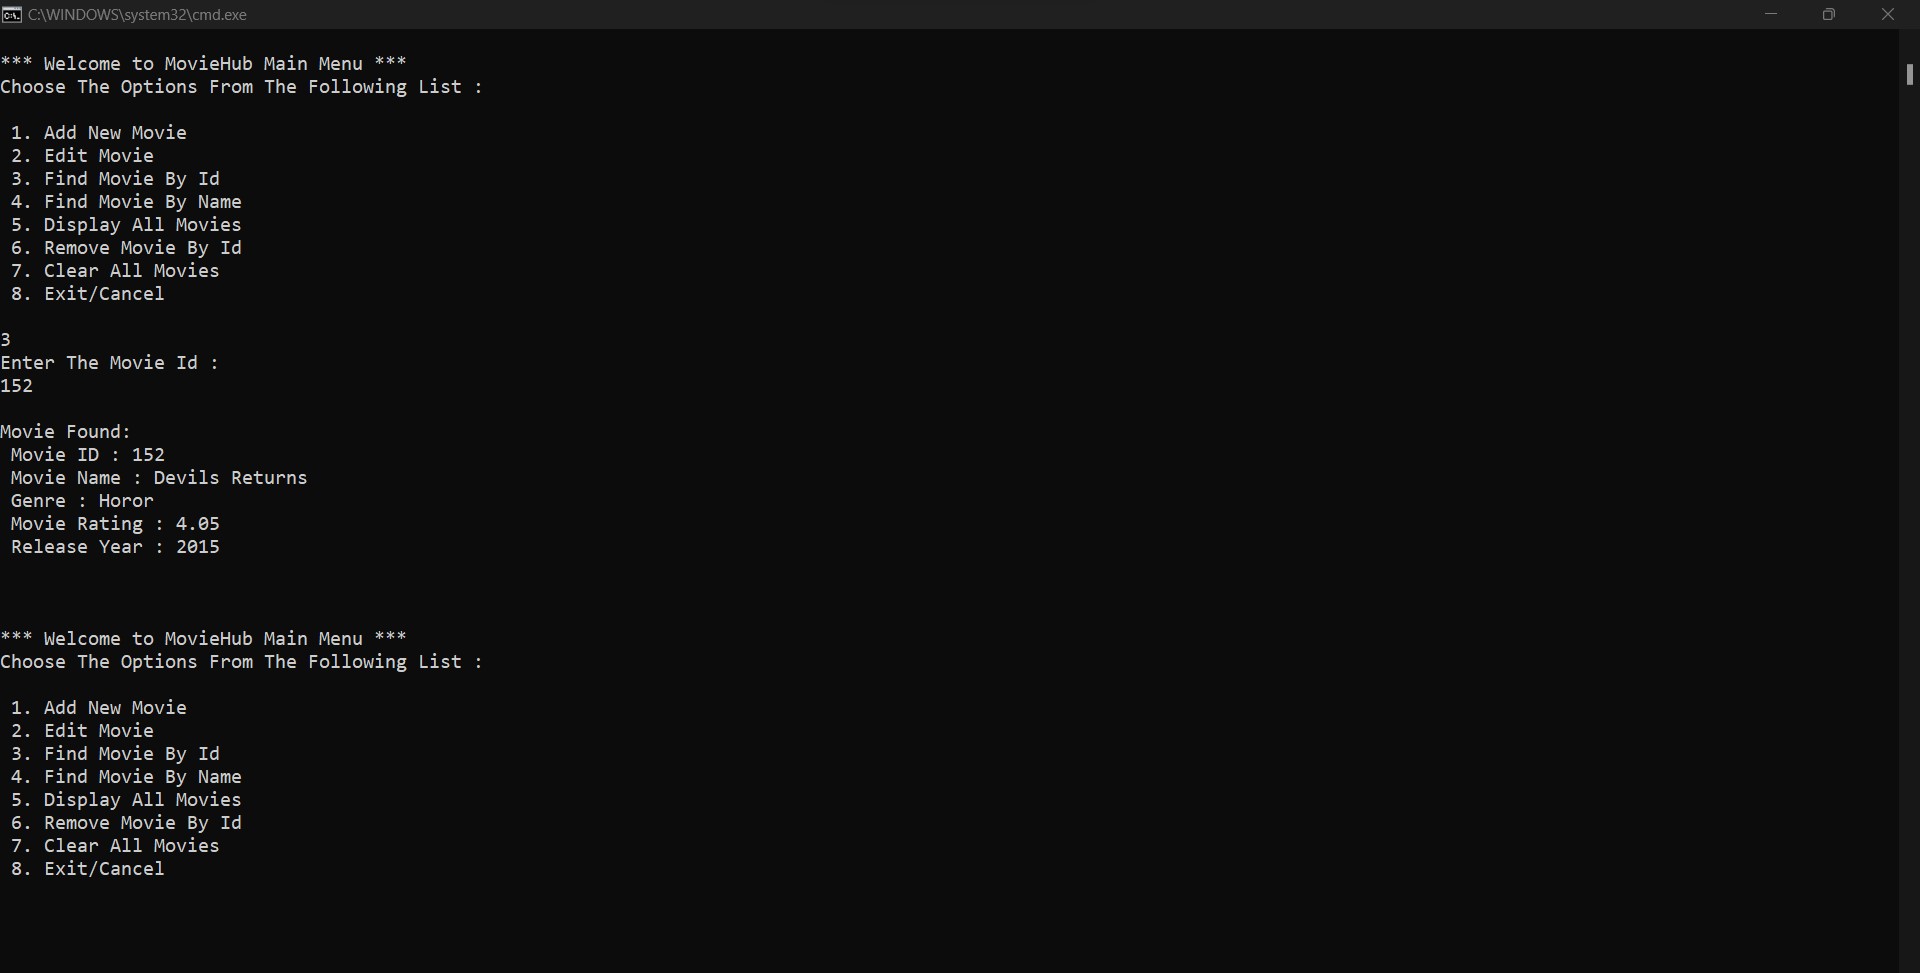 C:\WINDOWS\system32\cmd.exe
*** Welcome to MovieHub Main Menu ***
Choose The Options From The Following List :
1. Add New Movie
2. Edit Movie
3. Find Movie By Id
4. Find Movie By Name
5. Display All Movies
6. Remove Movie By Id
7. Clear All Movies
8. Exit/Cancel
3
Enter The Movie Id :
152
Movie Found:
Movie ID : 152
Movie Name : Devils Returns
Genre : Horor
Movie Rating : 4.05
Release Year : 2015
*** Welcome to MovieHub Main Menu ***
Choose The Options From The Following List :
1. Add New Movie
2. Edit Movie
3. Find Movie By Id
4. Find Movie By Name
5. Display All Movies
6. Remove Movie By Id
7. Clear All Movies
8. Exit/Cancel